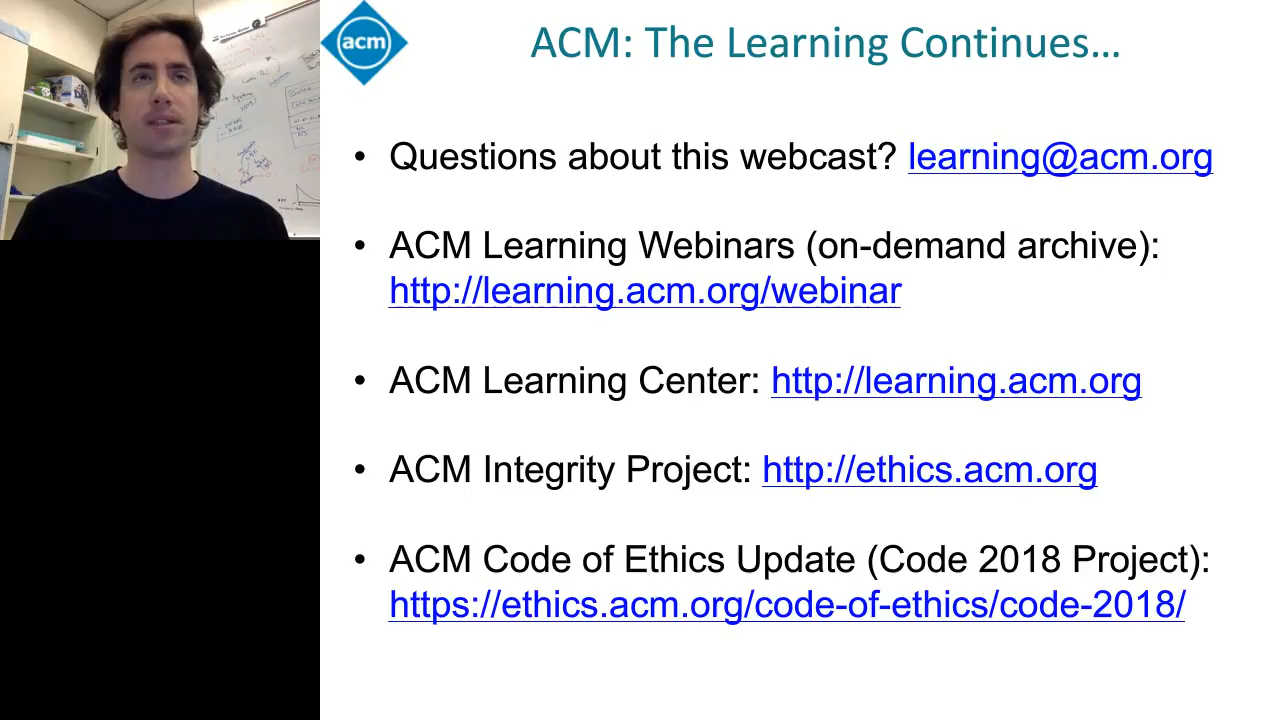 acm
ACM: The Learning Continues…
• Questions about this webcast? learning@acm.org
• ACM Learning Webinars (on-demand archive):
http://learning.acm.org/webinar
• ACM Learning Center: http://learning.acm.org
• ACM Integrity Project: http://ethics.acm.org
• ACM Code of Ethics Update (Code 2018 Project):
https://ethics.acm.org/code-of-ethics/code-2018/